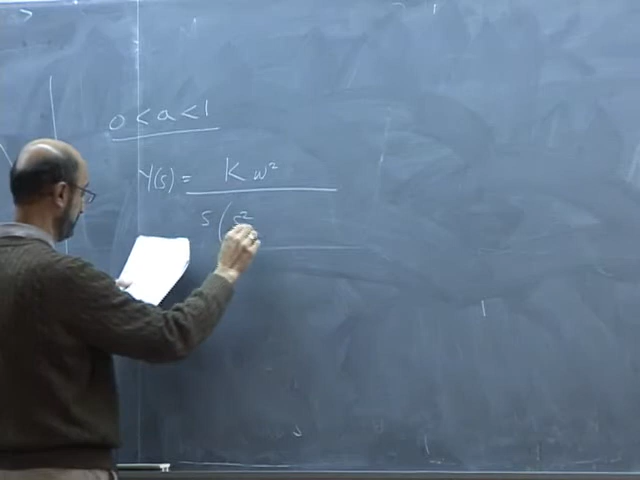 0 < a < 1
Y(s) = K w²
s ( s²